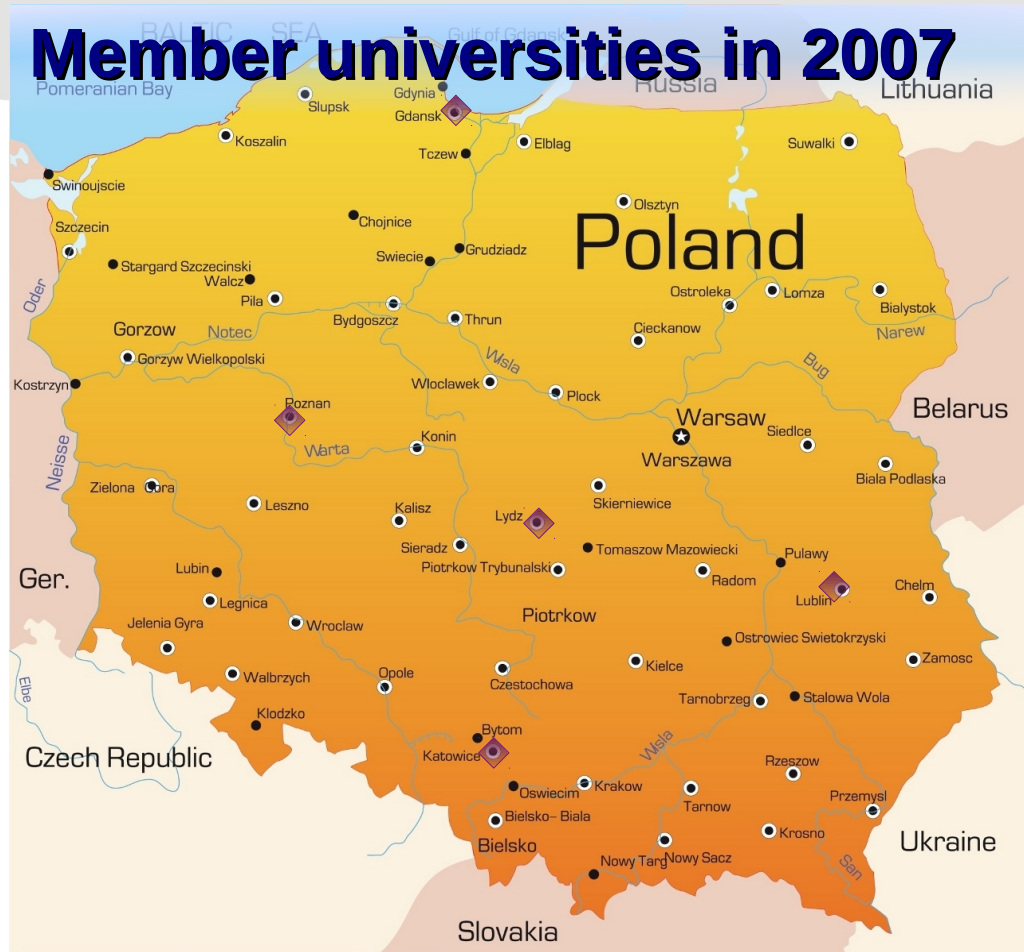 BALTIC SEA
Gulf of Gdansk
Member universities in 2007
Pomeranian Bay
Russia
Lithuania
Gdynia
Slupsk
Gdansk
Koszalin
Elblag
Suwalki
Tczew
Swinoujscie
Olsztyn
Chojnice
Szczecin
Poland
Grudziadz
Swiecie
Stargard Szczecinski
Walcz
Oder
Pila
Ostroleka
Lomza
Bialystok
Bydgoszcz
Thrun
Gorzow
Notec
Cieckanow
Narew
Gorzyw Wielkopolski
Wisla
Bug
Kostrzyn
Wloclawek
Plock
Poznan
Belarus
Warsaw
Siedlce
Konin
Warta
Warszawa
Neisse
Biala Podlaska
Zielona Gora
Leszno
Skierniewice
Kalisz
Lydz
Sieradz
Tomaszow Mazowiecki
Pulawy
Lubin
Piotrkow Trybunalski
Radom
Ger.
Chelm
Legnica
Lublin
Piotrkow
Jelenia Gyra
Wroclaw
Ostrowiec Swietokrzyski
Zamosc
Kielce
Walbrzych
Opole
Czestochowa
Elbe
Tarnobrzeg
Stalowa Wola
Klodzko
Bytom
Wisla
Katowice
Czech Republic
Rzeszow
Oswiecim
Krakow
Przemysl
Tarnow
Bielsko- Biala
Krosno
Ukraine
Bielsko
Nowy Targ
Nowy Sacz
San
Slovakia